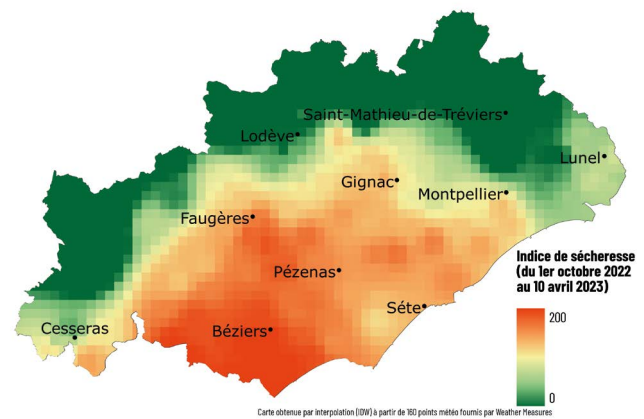 Saint-Mathieu-de-Tréviers
Lodève
Lunel
Gignac
Montpellier
Faugères
Indice de sécheresse
(du 1er octobre 2022
au 10 avril 2023)
Pézenas
200
Séte
Cesseras
Béziers
0
Carte obtenue par interpolation (IDW) à partir de 160 points météo fournis par Weather Measures